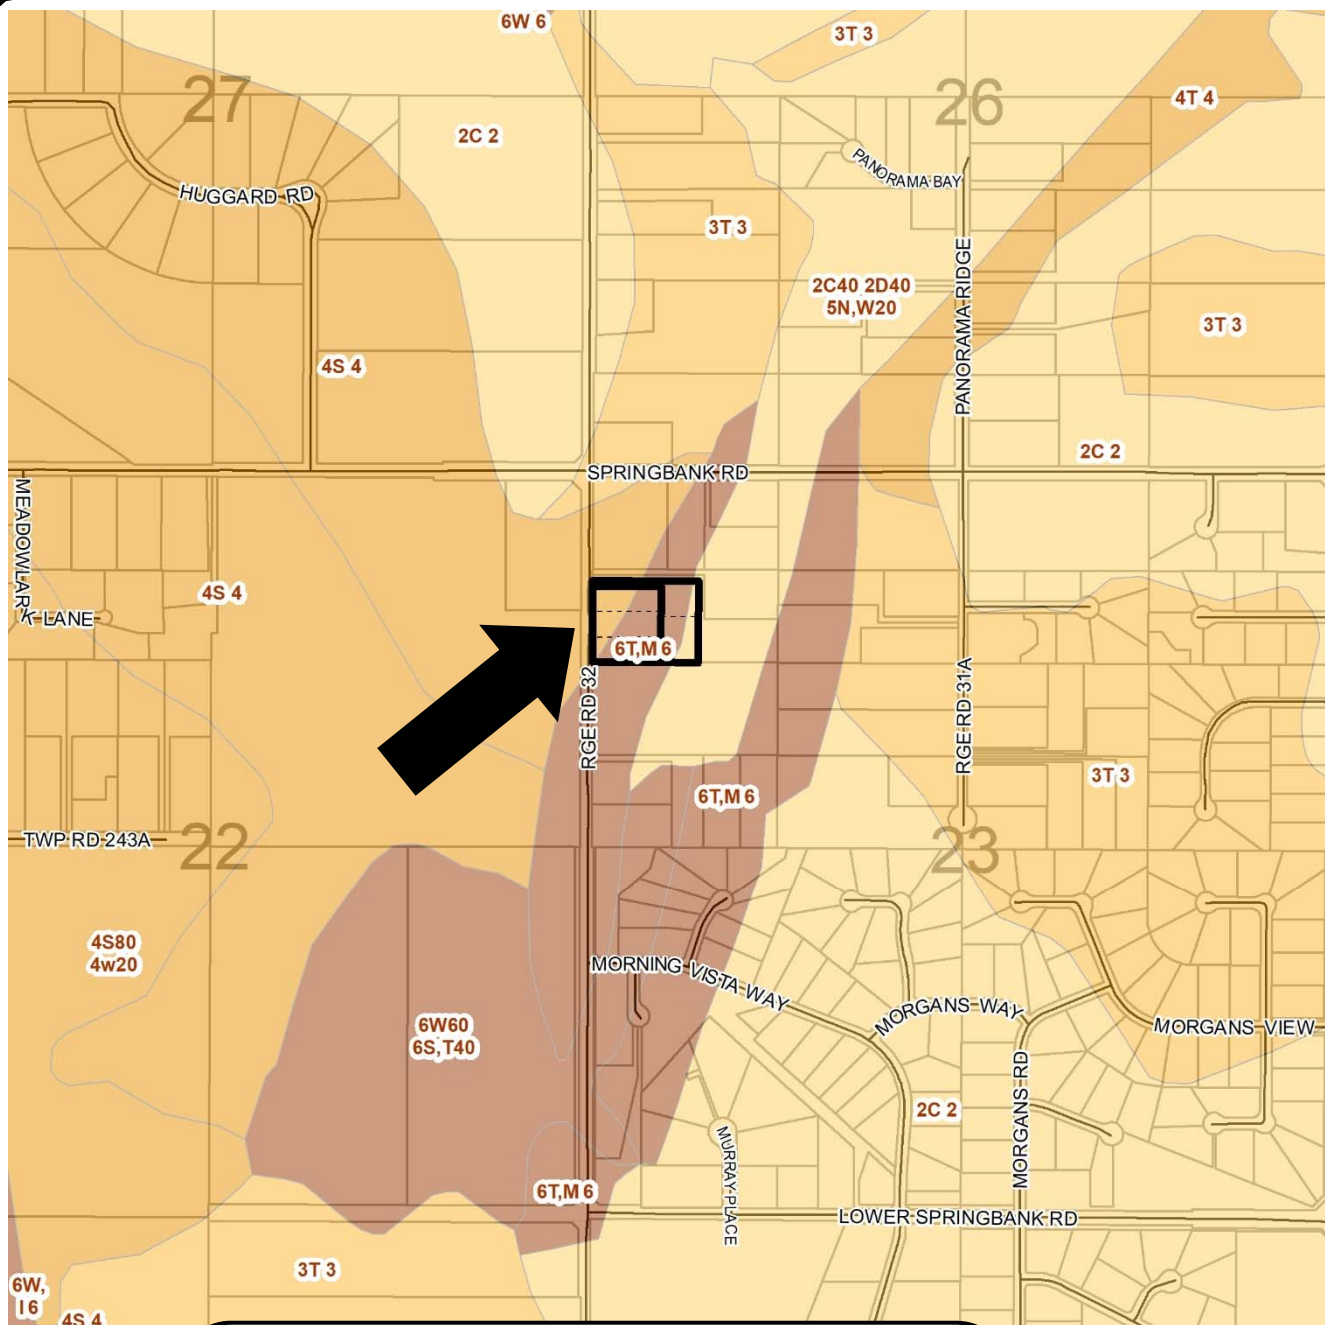 6W 6
3T 3
27
26
4T 4
2C 2
PANORAMA BAY
HUGGARD RD
3T 3
PANORAMA RIDGE
2C40 2D40
5N,W20
3T 3
4S 4
2C 2
SPRINGBANK RD
MEADOWLARK LANE
4S 4
6T,M 6
RGE RD 32
RGE RD 31A
3T 3
6T,M 6
TWP RD 243A
22
23
4S80
4w20
MORNING VISTA WAY
MORGANS WAY
6W60
6S,T40
MORGANS VIEW
MORGANS RD
2C 2
MURRAY PLACE
6T,M 6
LOWER SPRINGBANK RD
3T 3
6W,
I 6
4S 4